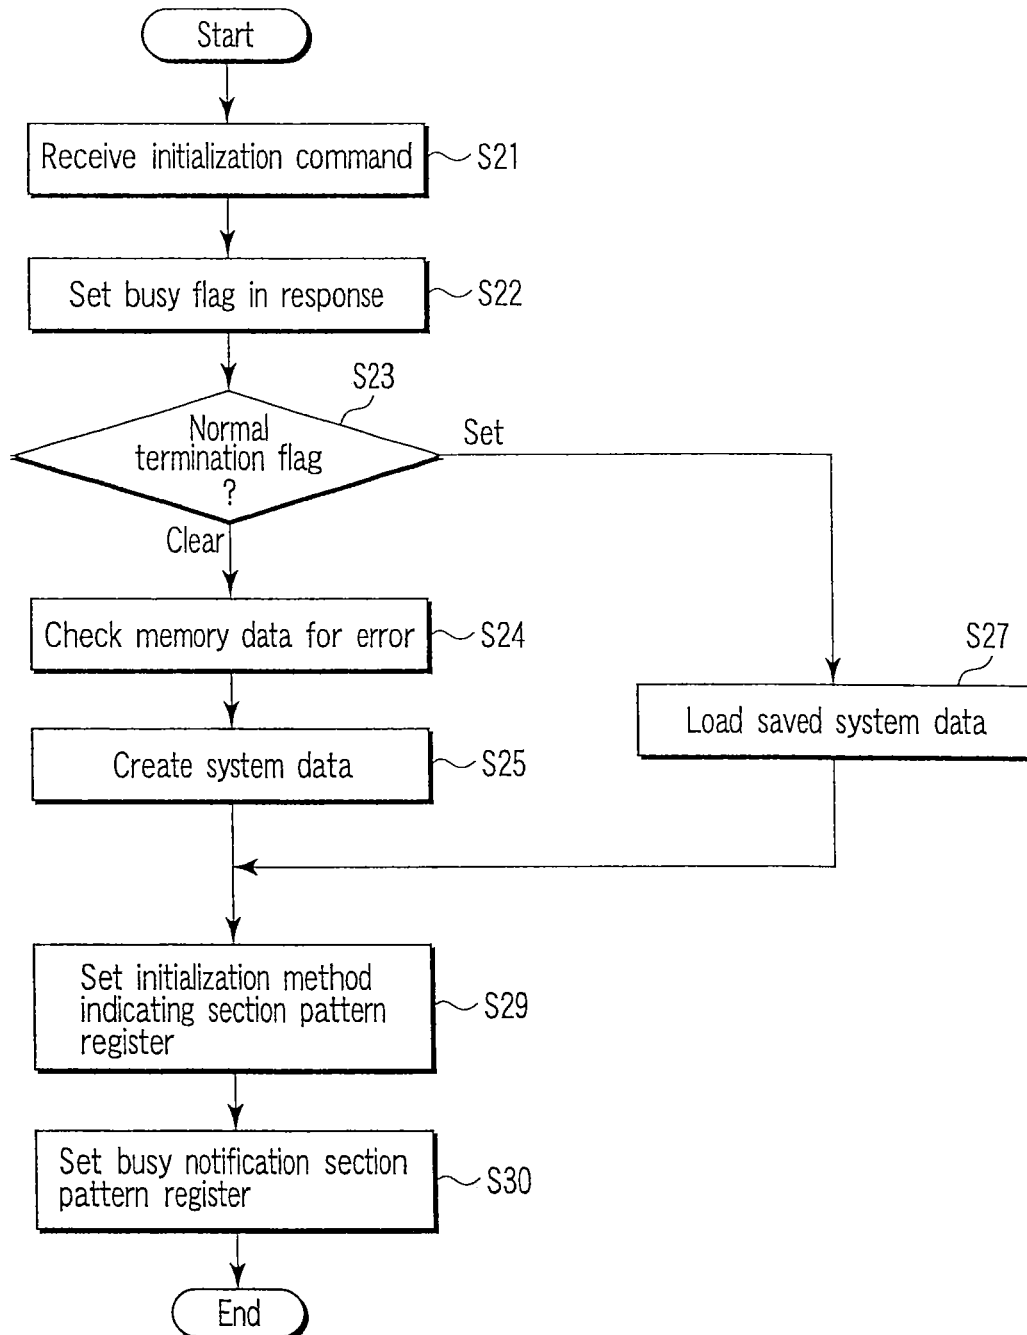 Start
Receive initialization command
S21
Set busy flag in response
S22
S23
Normal
termination flag
?
Set
Clear
Check memory data for error
S24
S27
Load saved system data
Create system data
S25
Set initialization method
indicating section pattern
register
S29
Set busy notification section
pattern register
S30
End